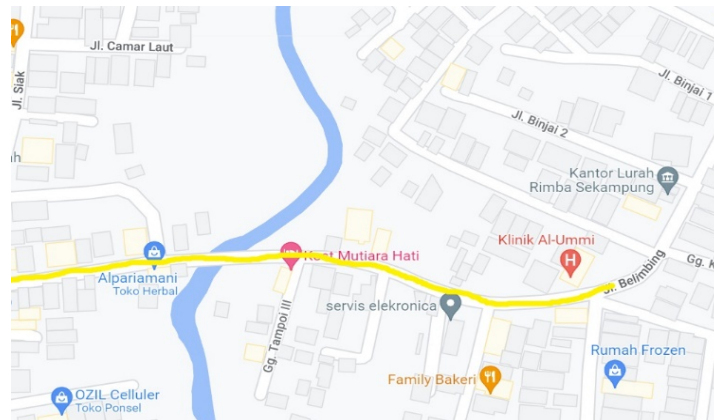 Jl. Camar Laut
Jl. Siak
ah
Jl. Binjai 1
Jl. Binjai 2
Kantor Lurah
Rimba Sekampung
Klinik Al-Ummi
Gg. K
Jl. Belimbing
Kost Mutiara Hati
Alpariamani
Toko Herbal
Gg. Tampoi III
servis elekronica
Rumah Frozen
Family Bakeri
OZIL Celluler
Toko Ponsel